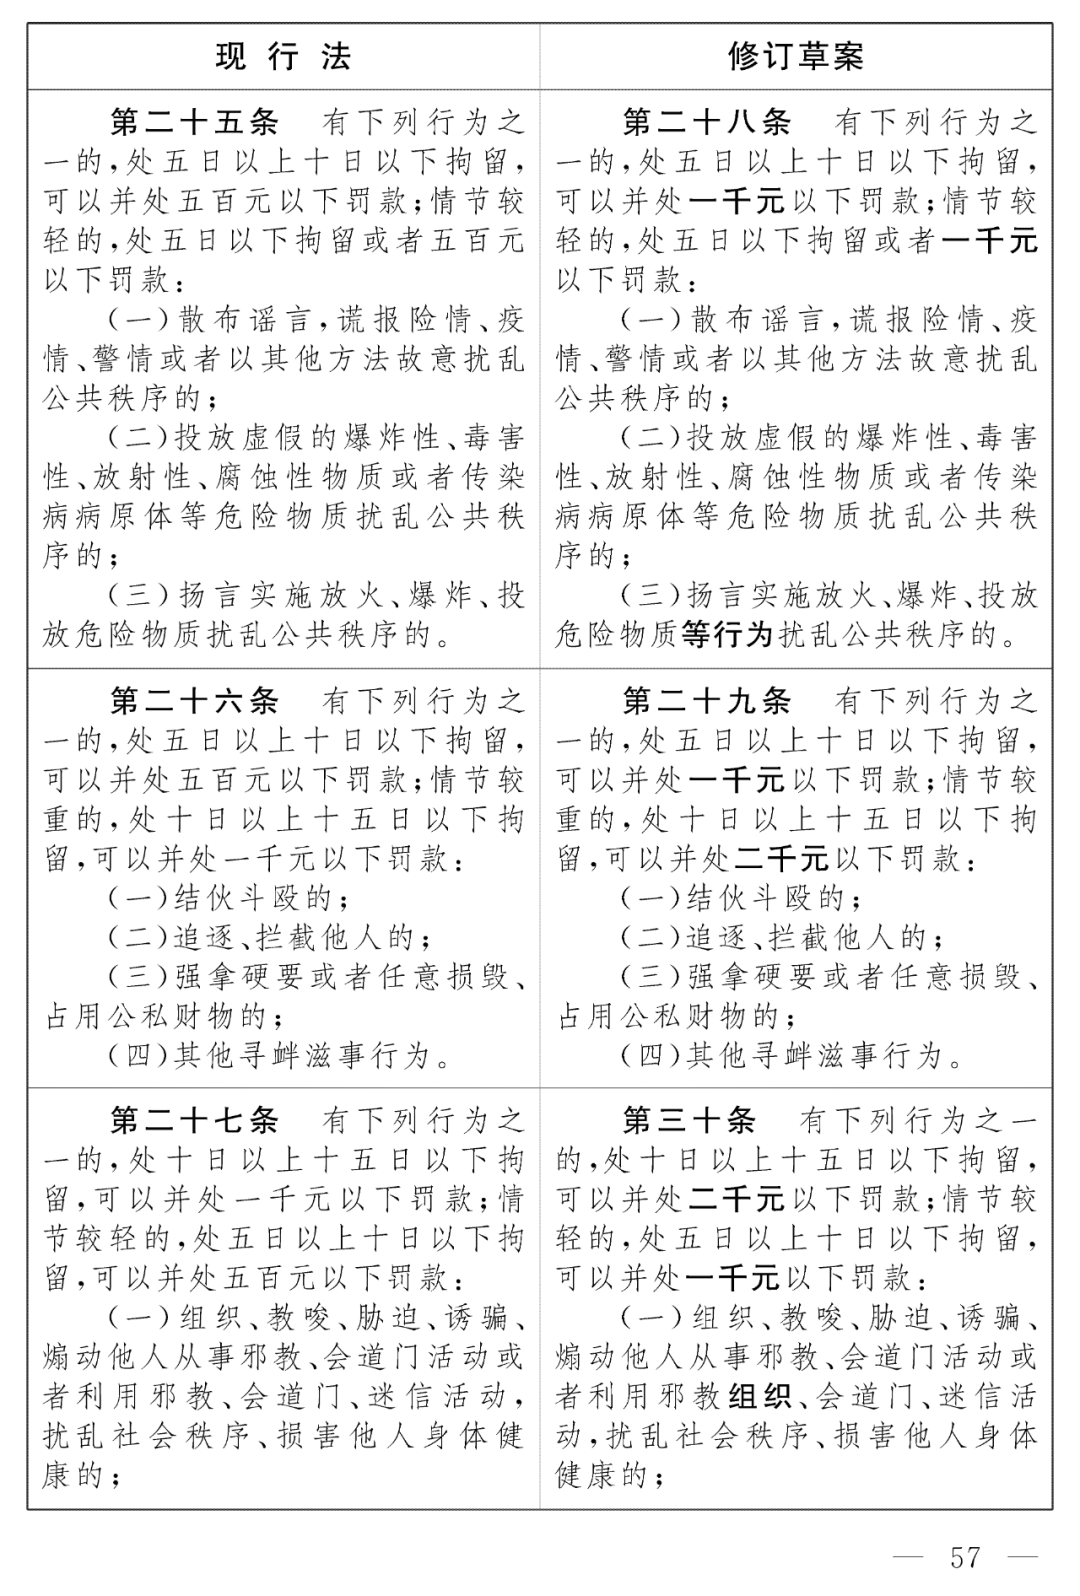 现行法
第二十五条 有下列行为之
一的,处五日以上十日以下拘留,
可以并处五百元以下罚款;情节较
轻的,处五日以下拘留或者五百元
以下罚款:
(一)散布谣言,谎报险情、疫
情、警情或者以其他方法故意扰乱
公共秩序的;
(二)投放虚假的爆炸性、毒害
性、放射性、腐蚀性物质或者传染
病病原体等危险物质扰乱公共秩
序的;
(三)扬言实施放火、爆炸、投
放危险物质扰乱公共秩序的。
第二十六条 有下列行为之
一的,处五日以上十日以下拘留,
可以并处五百元以下罚款;情节较
重的,处十日以上十五日以下拘
留,可以并处一千元以下罚款:
(一)结伙斗殴的;
(二)追逐、拦截他人的;
(三)强拿硬要或者任意损毁、
占用公私财物的;
(四)其他寻衅滋事行为。
第二十七条 有下列行为之
一的,处十日以上十五日以下拘
留,可以并处一千元以下罚款;情
节较轻的,处五日以上十日以下拘
留,可以并处五百元以下罚款:
(一)组织、教唆、胁迫、诱骗、
煽动他人从事邪教、会道门活动或
者利用邪教、会道门、迷信活动,
扰乱社会秩序、损害他人身体健
康的;
修订草案
第二十八条 有下列行为之
一的,处五日以上十日以下拘留,
可以并处一千元以下罚款;情节较
轻的,处五日以下拘留或者一千元
以下罚款:
(一)散布谣言,谎报险情、疫
情、警情或者以其他方法故意扰乱
公共秩序的;
(二)投放虚假的爆炸性、毒害
性、放射性、腐蚀性物质或者传染
病病原体等危险物质扰乱公共秩
序的;
(三)扬言实施放火、爆炸、投放
危险物质等行为扰乱公共秩序的。
第二十九条 有下列行为之
一的,处五日以上十日以下拘留,
可以并处一千元以下罚款;情节较
重的,处十日以上十五日以下拘
留,可以并处二千元以下罚款:
(一)结伙斗殴的;
(二)追逐、拦截他人的;
(三)强拿硬要或者任意损毁、
占用公私财物的;
(四)其他寻衅滋事行为。
第三十条 有下列行为之一
的,处十日以上十五日以下拘留,
可以并处二千元以下罚款;情节较
轻的,处五日以上十日以下拘留,
可以并处一千元以下罚款:
(一)组织、教唆、胁迫、诱骗、
煽动他人从事邪教、会道门活动或
者利用邪教组织、会道门、迷信活
动,扰乱社会秩序、损害他人身体
健康的;
— 57 —